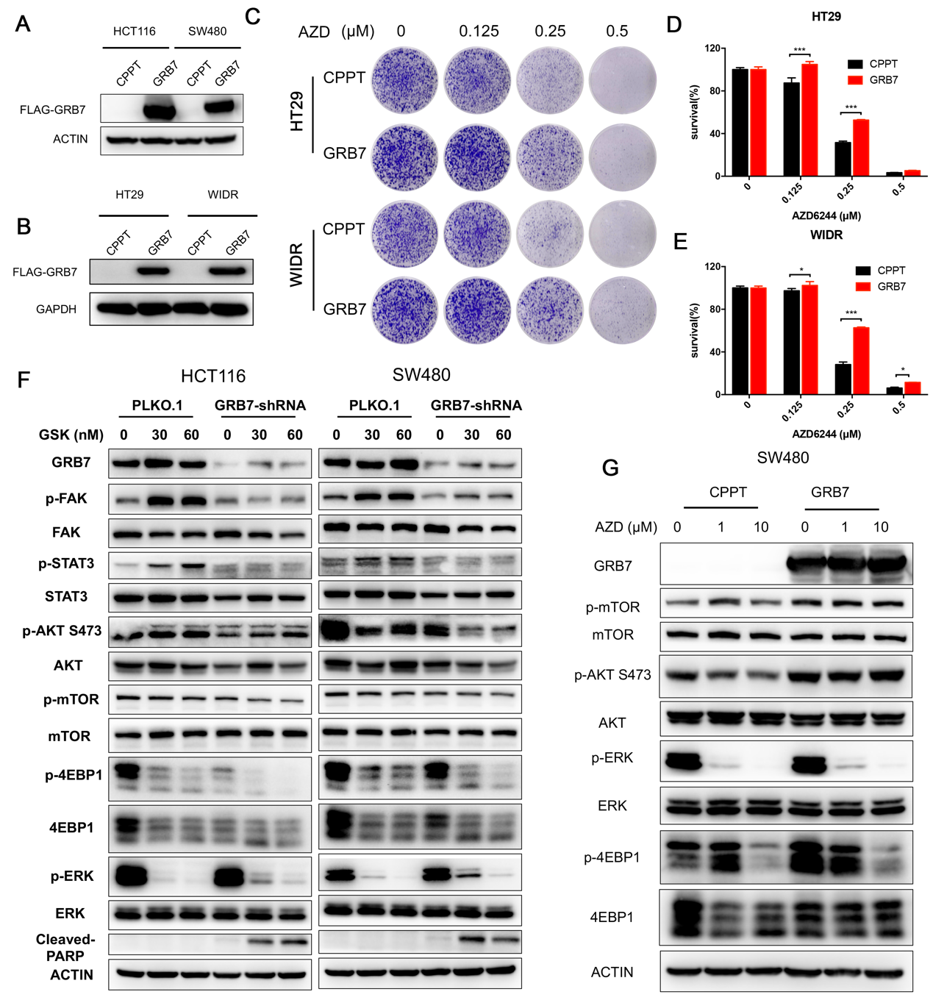 A
HCT116 SW480
CPPT GRB7 CPPT GRB7
FLAG-GRB7
ACTIN
B
HT29 WIDR
CPPT GRB7 CPPT GRB7
FLAG-GRB7
GAPDH
C
AZD (μM) 0 0.125 0.25 0.5
HT29
CPPT
GRB7
WIDR
CPPT
GRB7
D
HT29
survival(%)
120
80
40
0
*** ***
CPPT
GRB7
0 0.125 0.25 0.5
AZD6244 (μM)
E
WIDR
survival(%)
120
80
40
0
* *** *
CPPT
GRB7
0 0.125 0.25 0.5
AZD6244 (μM)
F
HCT116 SW480
PLKO.1 GRB7-shRNA PLKO.1 GRB7-shRNA
GSK (nM) 0 30 60 0 30 60 0 30 60 0 30 60
GRB7
p-FAK
FAK
p-STAT3
STAT3
p-AKT S473
AKT
p-mTOR
mTOR
p-4EBP1
4EBP1
p-ERK
ERK
Cleaved-
PARP
ACTIN
G
SW480
CPPT GRB7
AZD (μM) 0 1 10 0 1 10
GRB7
p-mTOR
mTOR
p-AKT S473
AKT
p-ERK
ERK
p-4EBP1
4EBP1
ACTIN